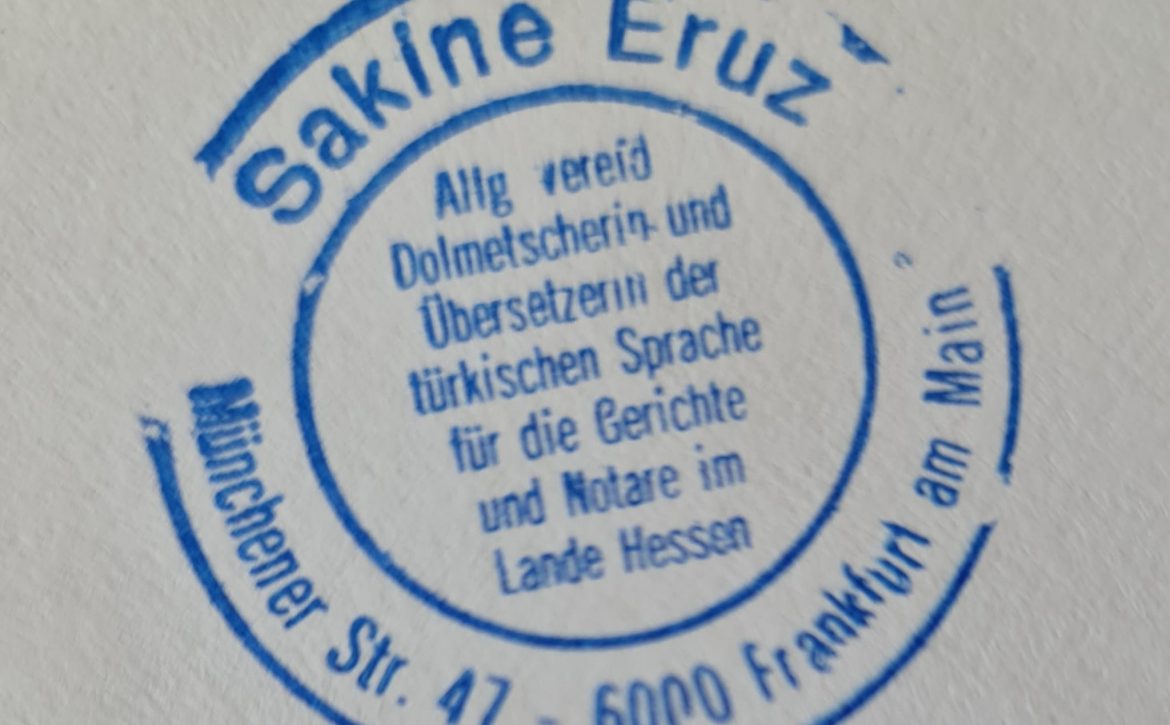 Sakine Eruz
Allg vereid
Dolmetscherin und
Übersetzerin der
türkischen Sprache
für die Gerichte
und Notare im
Lande Hessen
Münchener Str. 47 - 6000 Frankfurt am Main